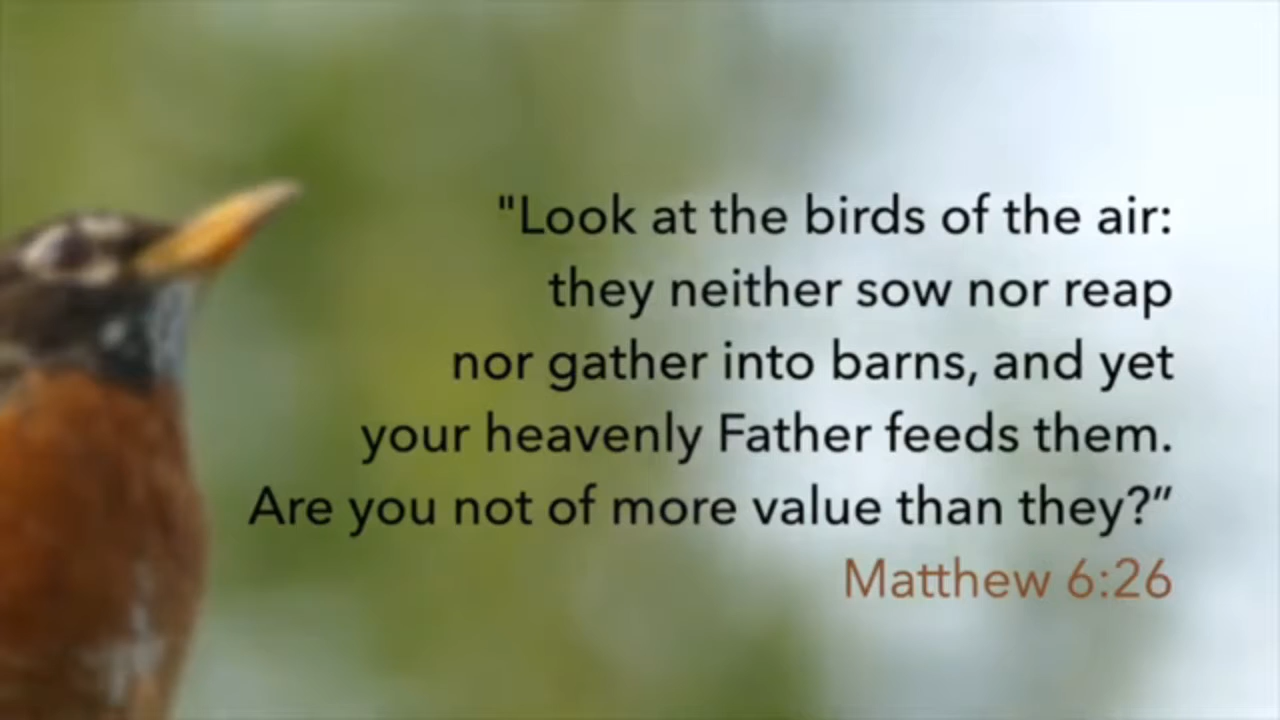 "Look at the birds of the air:
they neither sow nor reap
nor gather into barns, and yet
your heavenly Father feeds them.
Are you not of more value than they?”
Matthew 6:26